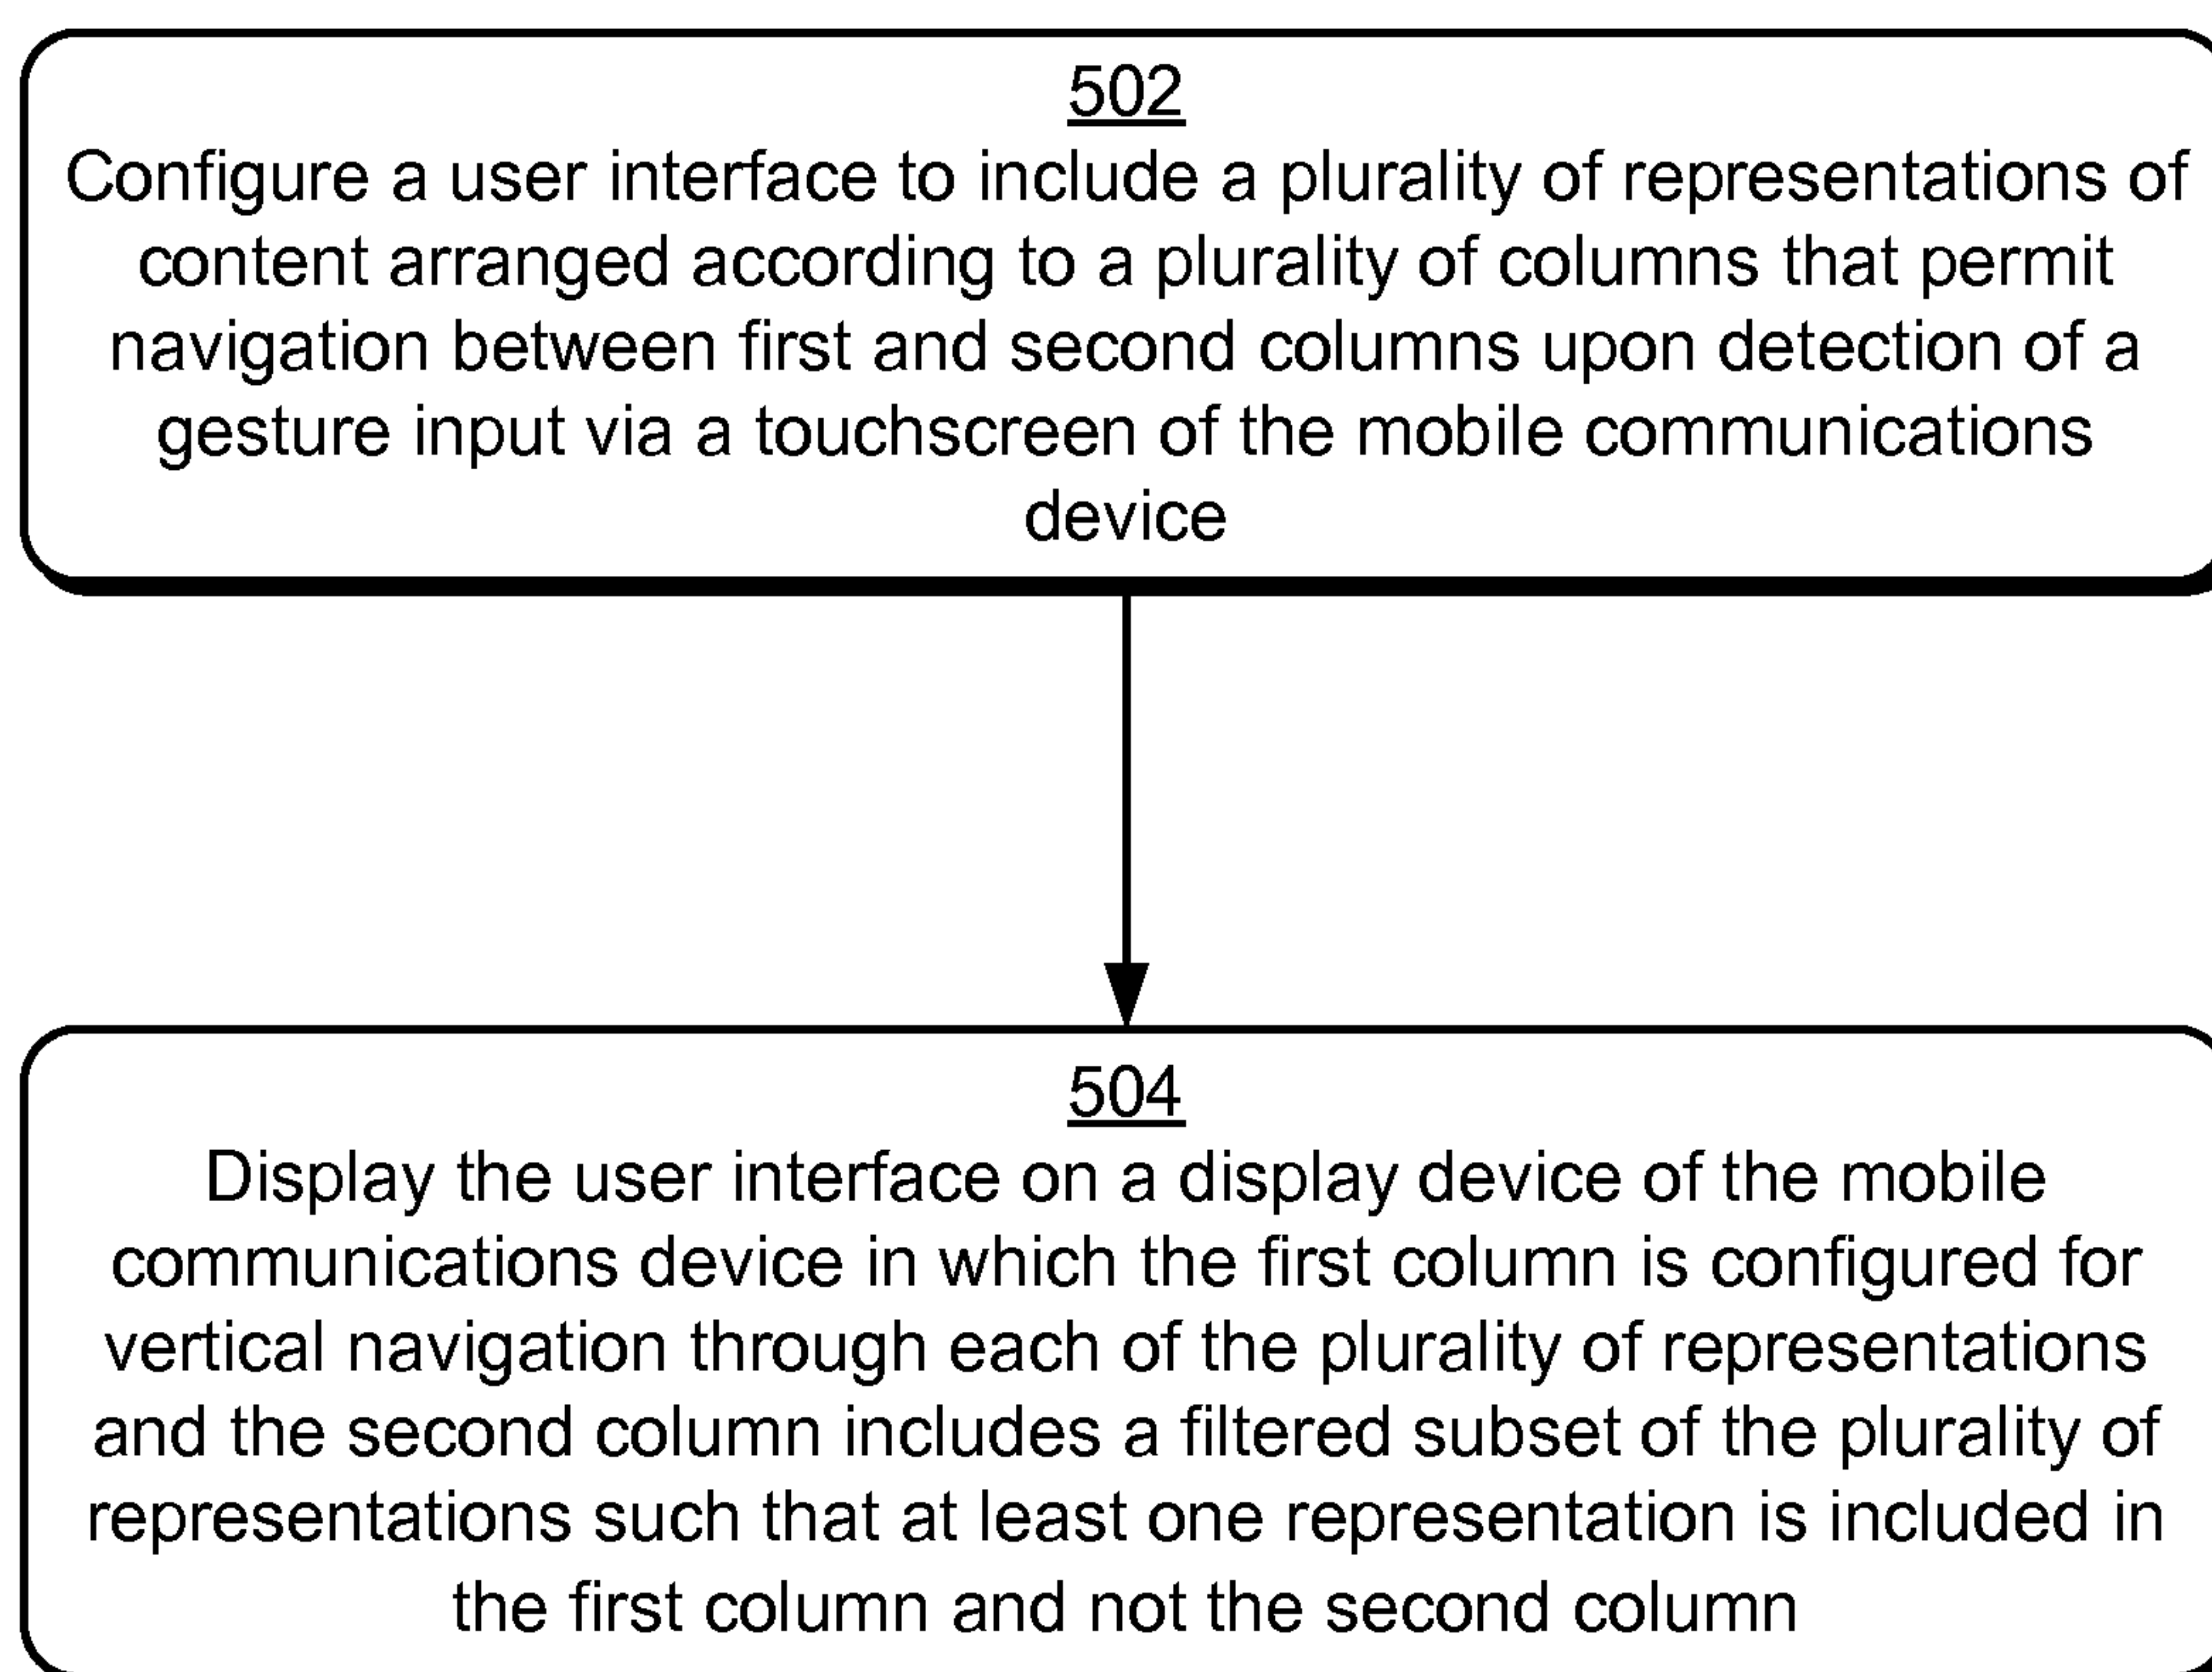 502
Configure a user interface to include a plurality of representations of
content arranged according to a plurality of columns that permit
navigation between first and second columns upon detection of a
gesture input via a touchscreen of the mobile communications
device
504
Display the user interface on a display device of the mobile
communications device in which the first column is configured for
vertical navigation through each of the plurality of representations
and the second column includes a filtered subset of the plurality of
representations such that at least one representation is included in
the first column and not the second column